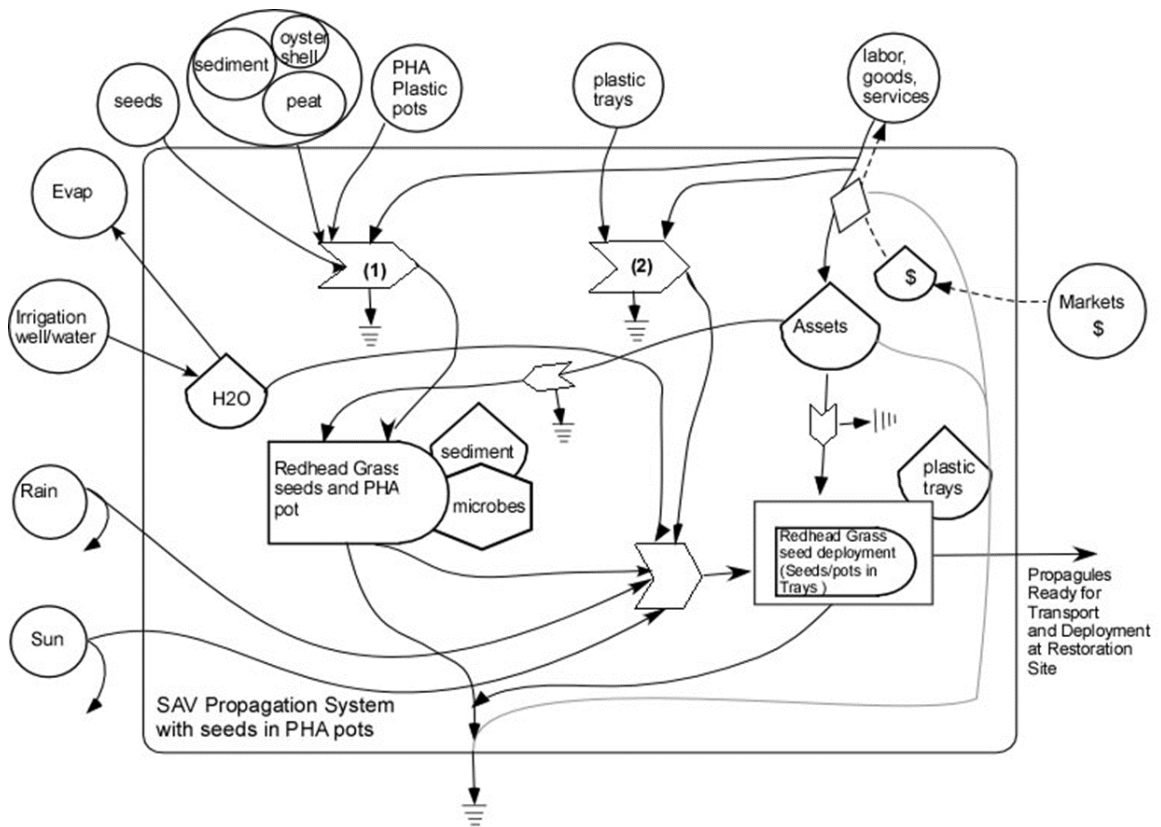 oyster
shell
sediment
peat
seeds
PHA
Plastic
pots
plastic
trays
labor,
goods,
services
Evap
(1)
(2)
$
Markets
$
Irrigation
well/water
Assets
H2O
sediment
microbes
Redhead Grass
seeds and PHA
pot
plastic
trays
Rain
Redhead Grass
seed deployment
(Seeds/pots in
Trays )
Propagules
Ready for
Transport
and Deployment
at Restoration
Site
Sun
SAV Propagation System
with seeds in PHA pots